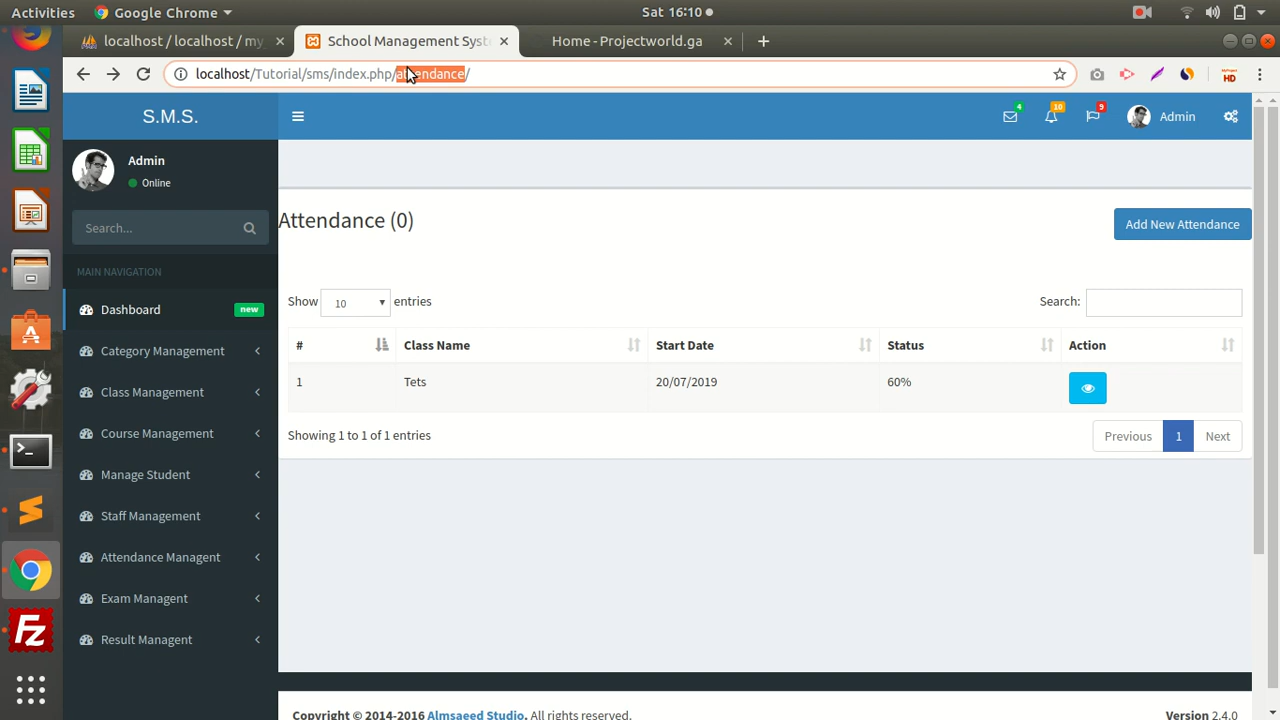 Activities Google Chrome Sat 16:10
localhost / localhost / my School Management Syst Home - Projectworld.ga
localhost/Tutorial/sms/index.php/attendance/ HD
S.M.S. 4 10 9 Admin
Admin
Online
Search...
MAIN NAVIGATION
Dashboard new
Category Management
Class Management
Course Management
Manage Student
Staff Management
Attendance Managent
Exam Managent
Result Managent
Attendance (0) Add New Attendance
Show 10 entries Search:
# Class Name Start Date Status Action
1 Tets 20/07/2019 60%
Showing 1 to 1 of 1 entries Previous 1 Next
Copyright © 2014-2016 Almsaeed Studio. All rights reserved. Version 2.4.0